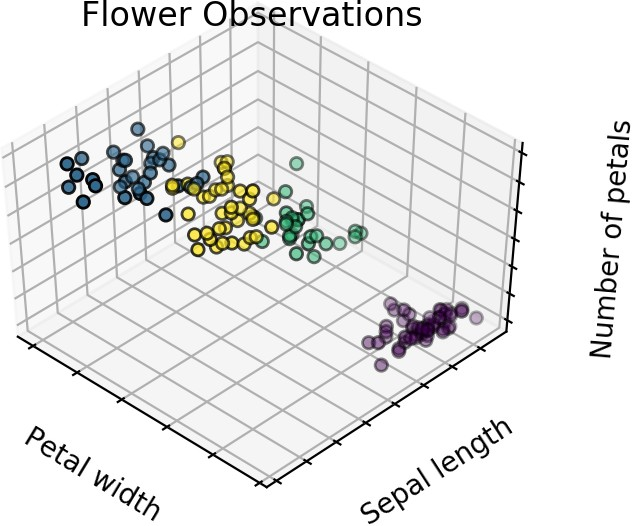 Flower Observations
Petal width
Sepal length
Number of petals